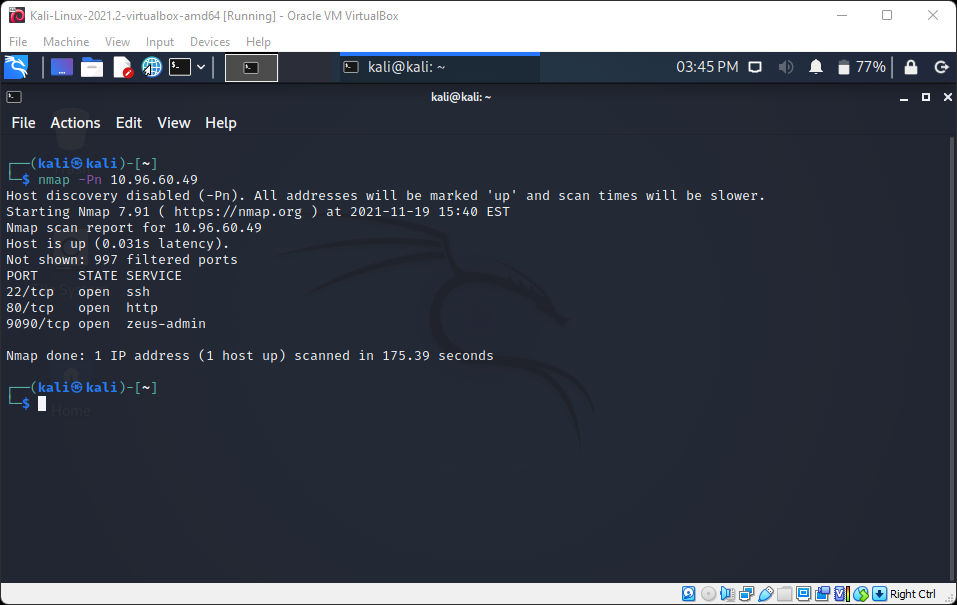 Kali-Linux-2021.2-virtualbox-amd64 [Running] - Oracle VM VirtualBox
File Machine View Input Devices Help
kali@kali: ~ 03:45 PM 77%
kali@kali: ~
File Actions Edit View Help
┌──(kali㉿kali)-[~]
└─$ nmap -Pn 10.96.60.49
Host discovery disabled (-Pn). All addresses will be marked 'up' and scan times will be slower.
Starting Nmap 7.91 ( https://nmap.org ) at 2021-11-19 15:40 EST
Nmap scan report for 10.96.60.49
Host is up (0.031s latency).
Not shown: 997 filtered ports
PORT     STATE SERVICE
22/tcp   open  ssh
80/tcp   open  http
9090/tcp open  zeus-admin
Nmap done: 1 IP address (1 host up) scanned in 175.39 seconds
┌──(kali㉿kali)-[~]
└─$
Home
Right Ctrl